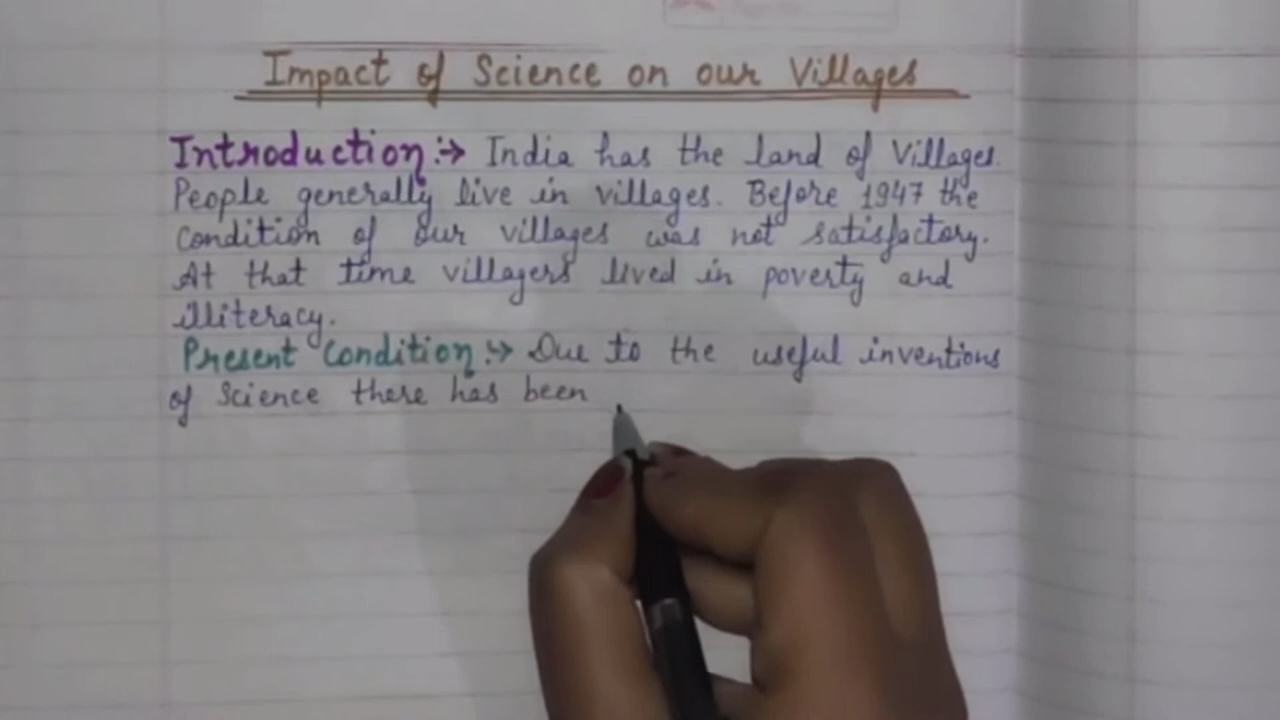 Impact of Science on our Villages
Introduction:→ India has the land of Villages.
People generally live in villages. Before 1947 the
condition of our villages was not satisfactory.
At that time villagers lived in poverty and
illiteracy.
Present Condition:→ Due to the useful inventions
of Science there has been